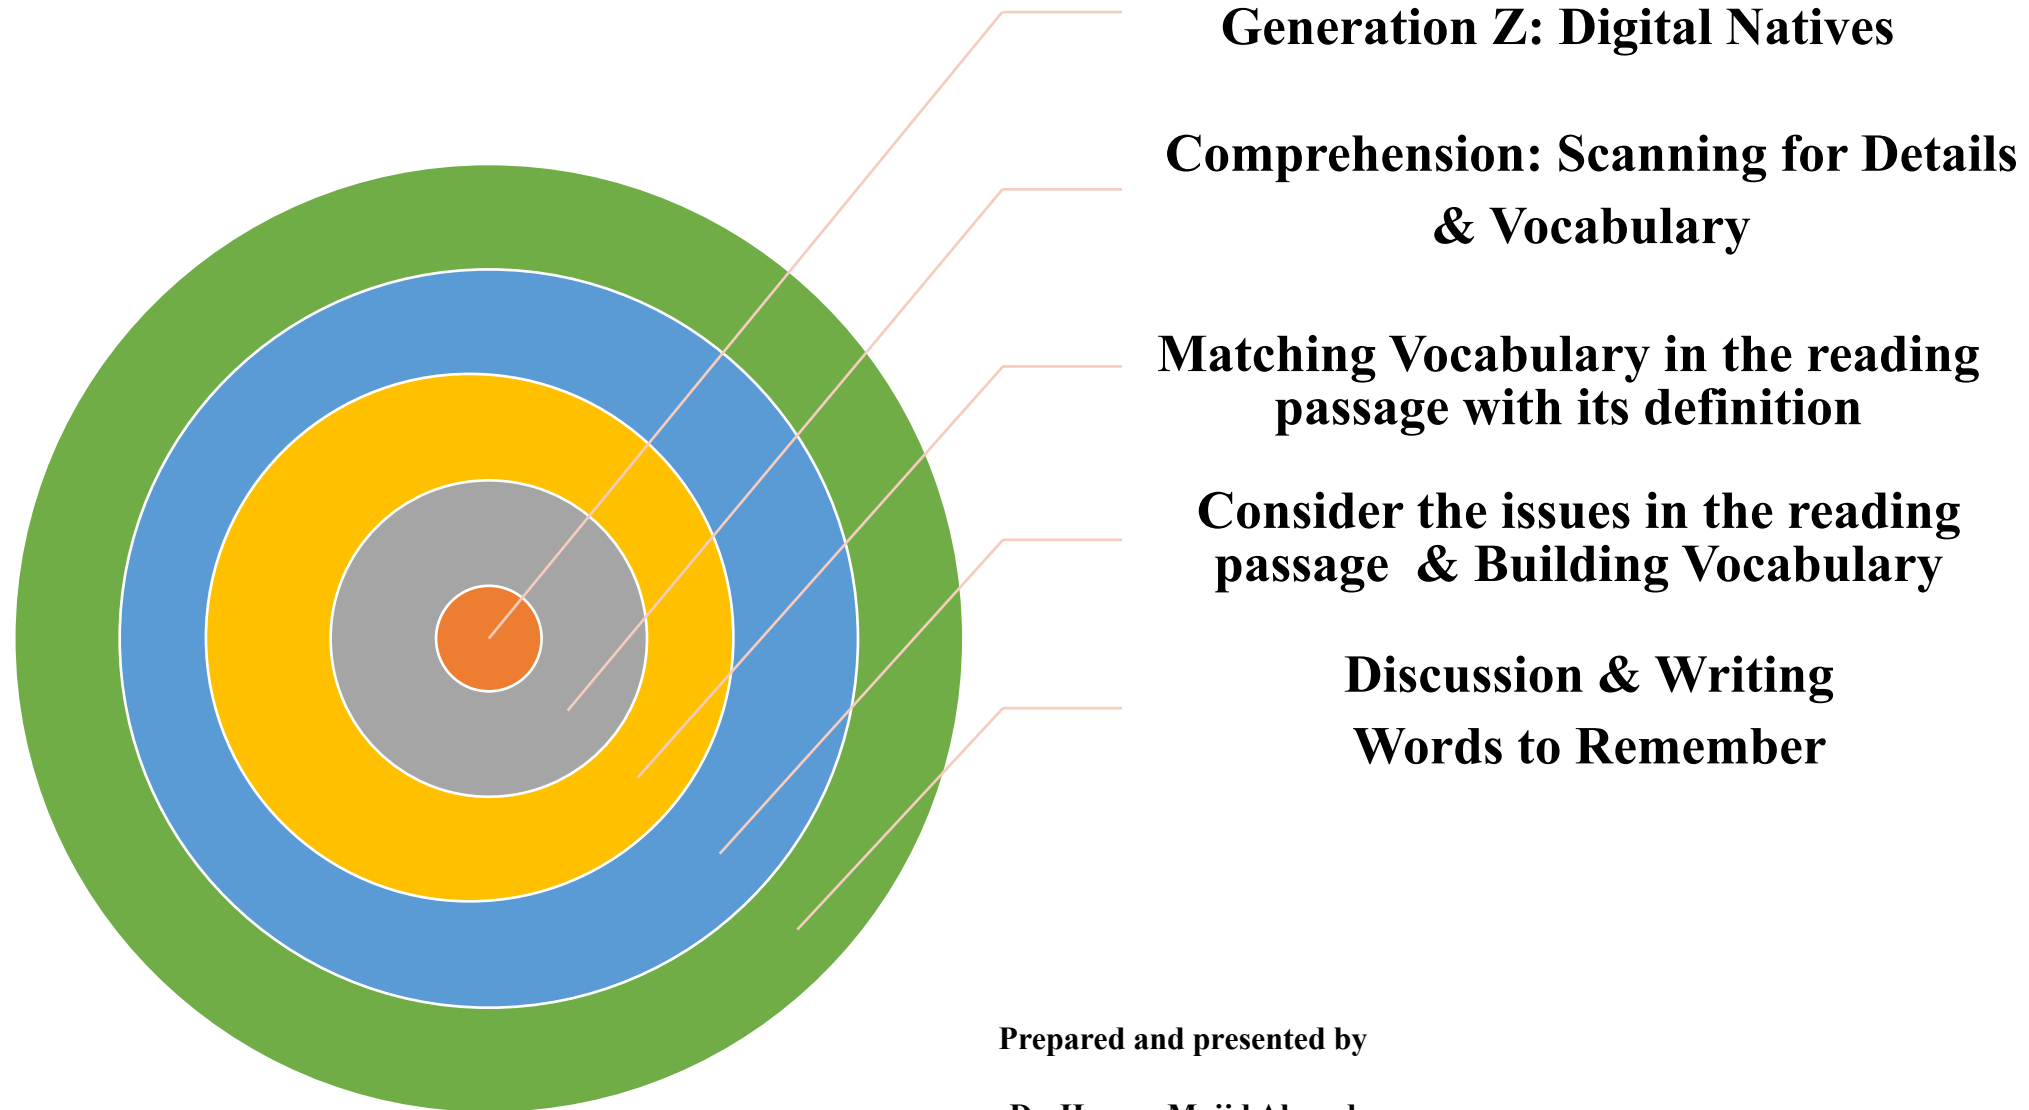 Generation Z: Digital Natives
Comprehension: Scanning for Details
& Vocabulary
Matching Vocabulary in the reading
passage with its definition
Consider the issues in the reading
passage & Building Vocabulary
Discussion & Writing
Words to Remember
Prepared and presented by